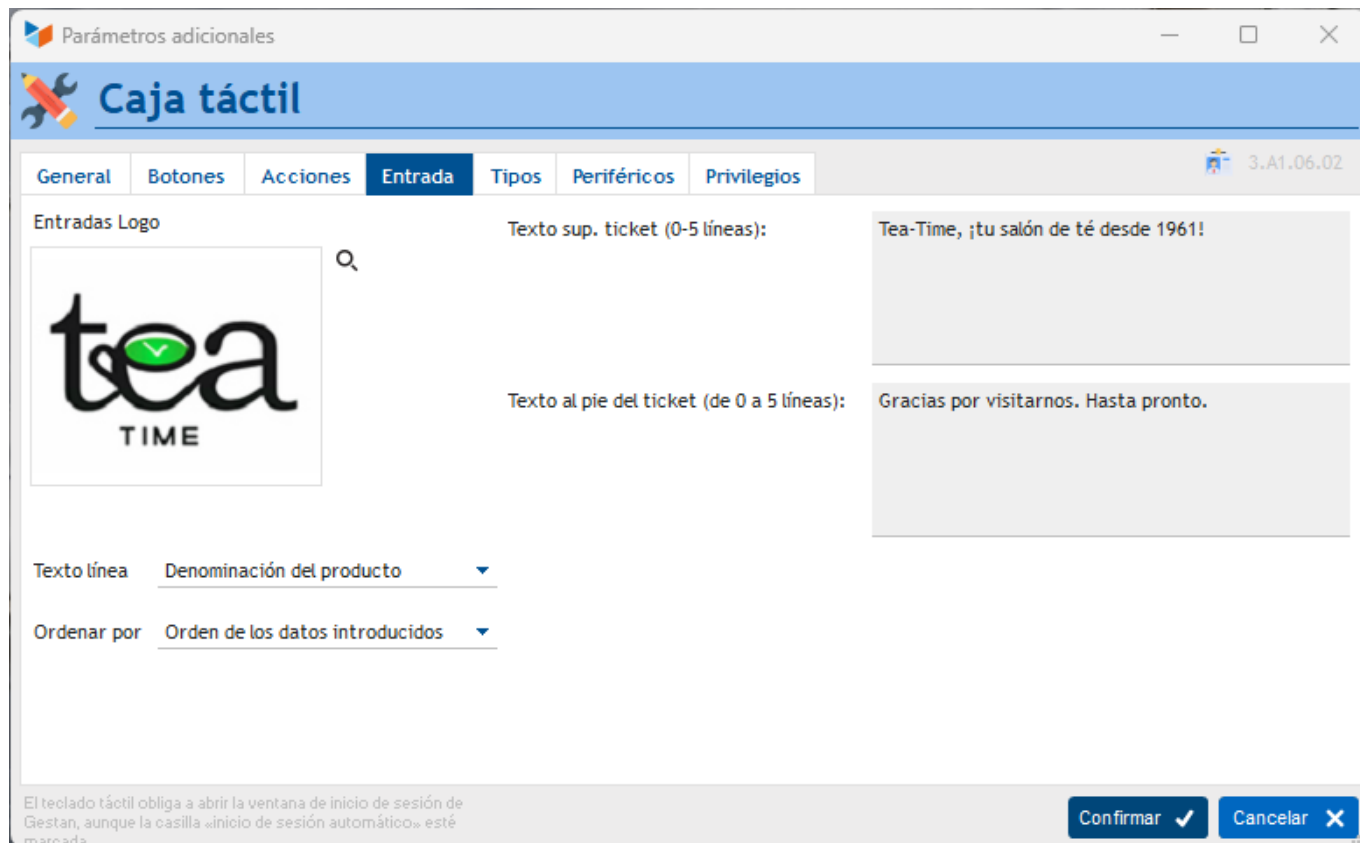 Parámetros adicionales
Caja táctil
General Botones Acciones Entrada Tipos Periféricos Privilegios
3.A1.06.02
Entradas Logo
tea
TIME
Texto sup. ticket (0-5 líneas):
Tea-Time, ¡tu salón de té desde 1961!
Texto al pie del ticket (de 0 a 5 líneas):
Gracias por visitarnos. Hasta pronto.
Texto línea Denominación del producto
Ordenar por Orden de los datos introducidos
El teclado táctil obliga a abrir la ventana de inicio de sesión de
Gestan, aunque la casilla «inicio de sesión automático» esté
marcada
Confirmar Cancelar